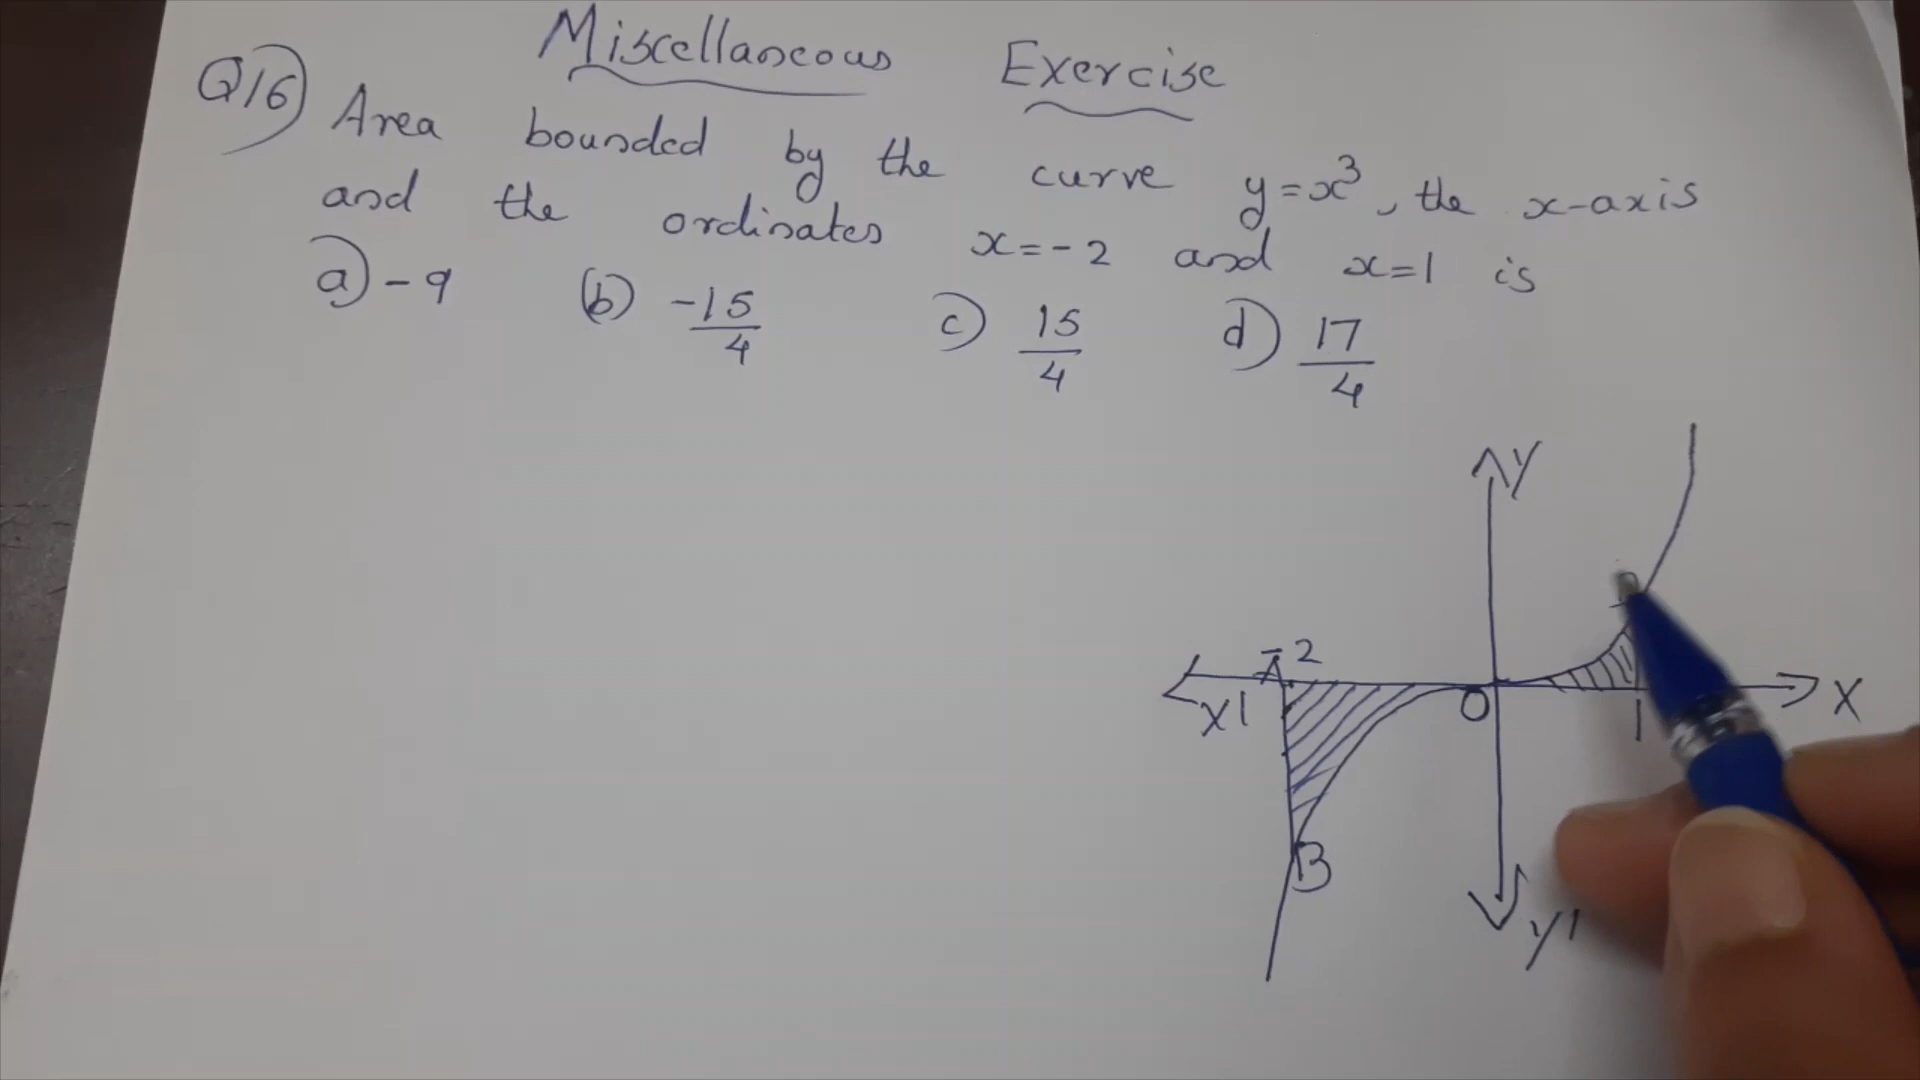 Miscellaneous Exercise
Q16) Area bounded by the curve y=x³, the x-axis
and the ordinates x=-2 and x=1 is
a) -9 (b) -15/4 c) 15/4 d) 17/4
Y
-2
A
X'
O
1
X
B
Y'